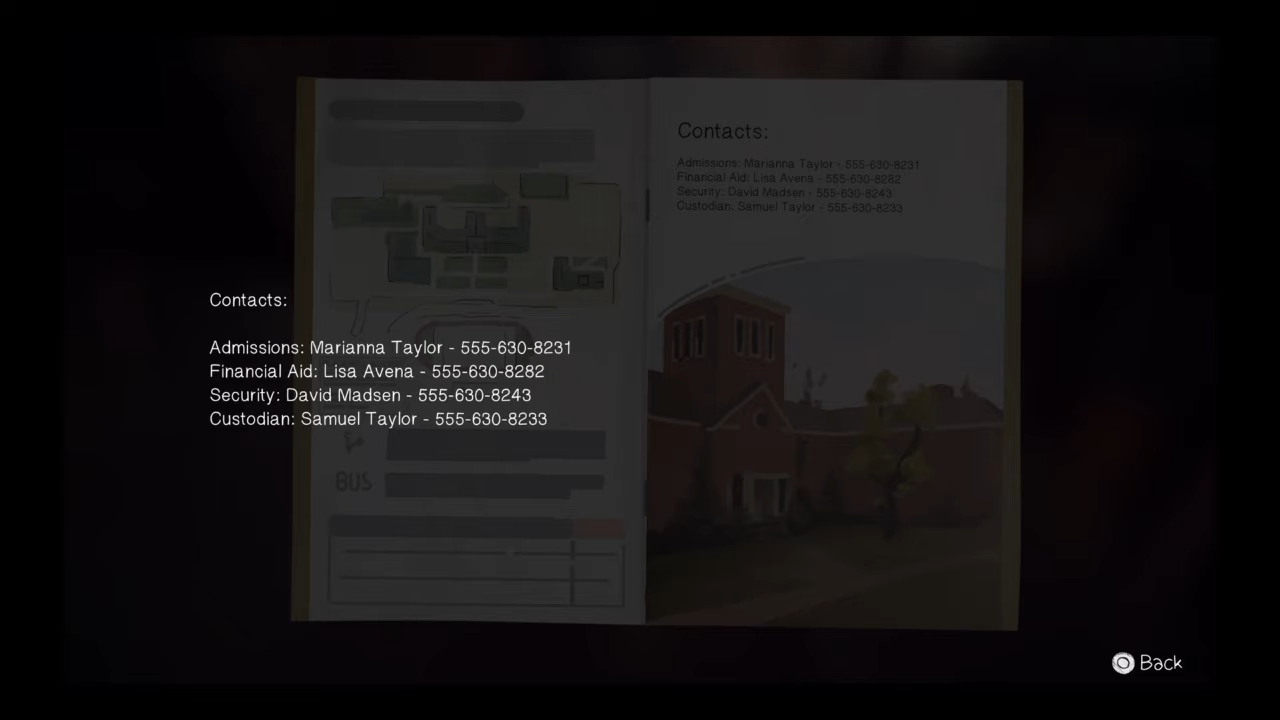 Contacts:
Admissions: Marianna Taylor - 555-630-8231
Financial Aid: Lisa Avena - 555-630-8282
Security: David Madsen - 555-630-8243
Custodian: Samuel Taylor - 555-630-8233
BUS
Contacts:
Admissions: Marianna Taylor - 555-630-8231
Financial Aid: Lisa Avena - 555-630-8282
Security: David Madsen - 555-630-8243
Custodian: Samuel Taylor - 555-630-8233
Back